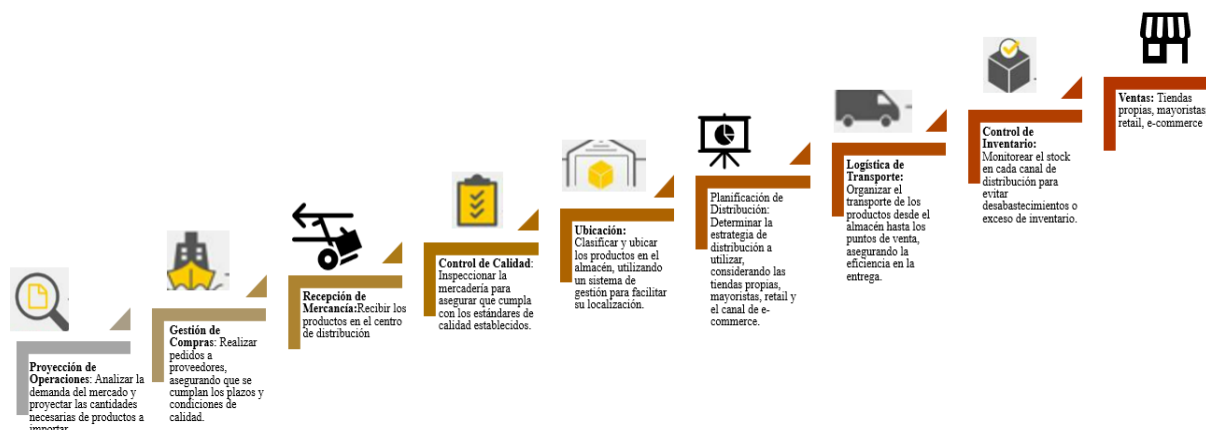 Proyección de
Operaciones: Analizar la
demanda del mercado y
proyectar las cantidades
necesarias de productos a
importar
Gestión de
Compras: Realizar
pedidos a
proveedores,
asegurando que se
cumplan los plazos y
condiciones de
calidad.
Recepción de
Mercancía:Recibir los
productos en el centro
de distribución
Control de Calidad:
Inspeccionar la
mercadería para
asegurar que cumpla
con los estándares de
calidad establecidos.
Ubicación:
Clasificar y ubicar
los productos en el
almacén, utilizando
un sistema de
gestión para facilitar
su localización.
Planificación de
Distribución:
Determinar la
estrategia de
distribución a
utilizar,
considerando las
tiendas propias,
mayoristas, retail y
el canal de e-
commerce.
Logística de
Transporte:
Organizar el
transporte de los
productos desde el
almacén hasta los
puntos de venta,
asegurando la
eficiencia en la
entrega.
Control de
Inventario:
Monitorear el stock
en cada canal de
distribución para
evitar
desabastecimientos o
exceso de inventario.
Ventas: Tiendas
propias, mayoristas
retail, e-commerce